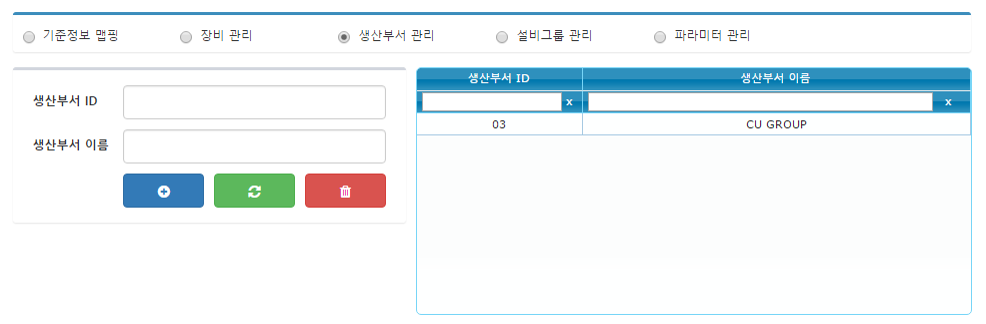 기준정보 맵핑 장비 관리 생산부서 관리 설비그룹 관리 파라미터 관리
생산부서 ID
생산부서 이름
생산부서 ID 생산부서 이름
x x
03 CU GROUP